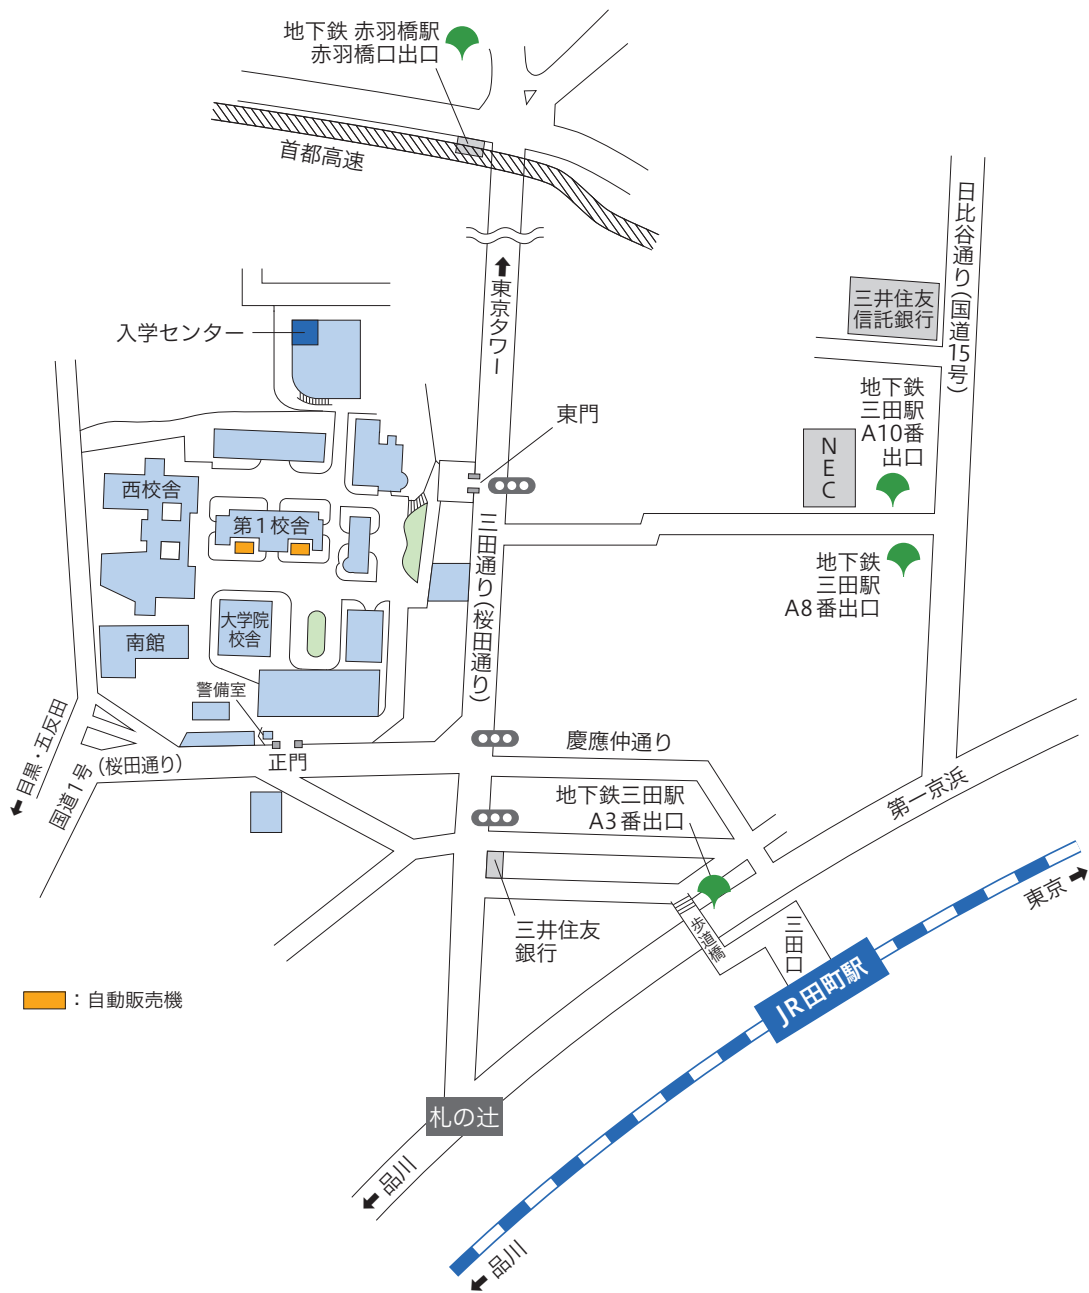 地下鉄 赤羽橋駅
赤羽橋口出口
首都高速
日比谷通り(国道15号)
三井住友
信託銀行
東京タワー
入学センター
地下鉄
三田駅
A10番
出口
東門
NEC
西校舎
第1校舎
三田通り(桜田通り)
地下鉄
三田駅
A8番出口
大学院
校舎
南館
警備室
正門
目黒・五反田
国道1号
(桜田通り)
慶應仲通り
地下鉄三田駅
A3番出口
第一京浜
東京
三井住友
銀行
歩道橋
三田口
JR田町駅
:自動販売機
札の辻
品川
品川